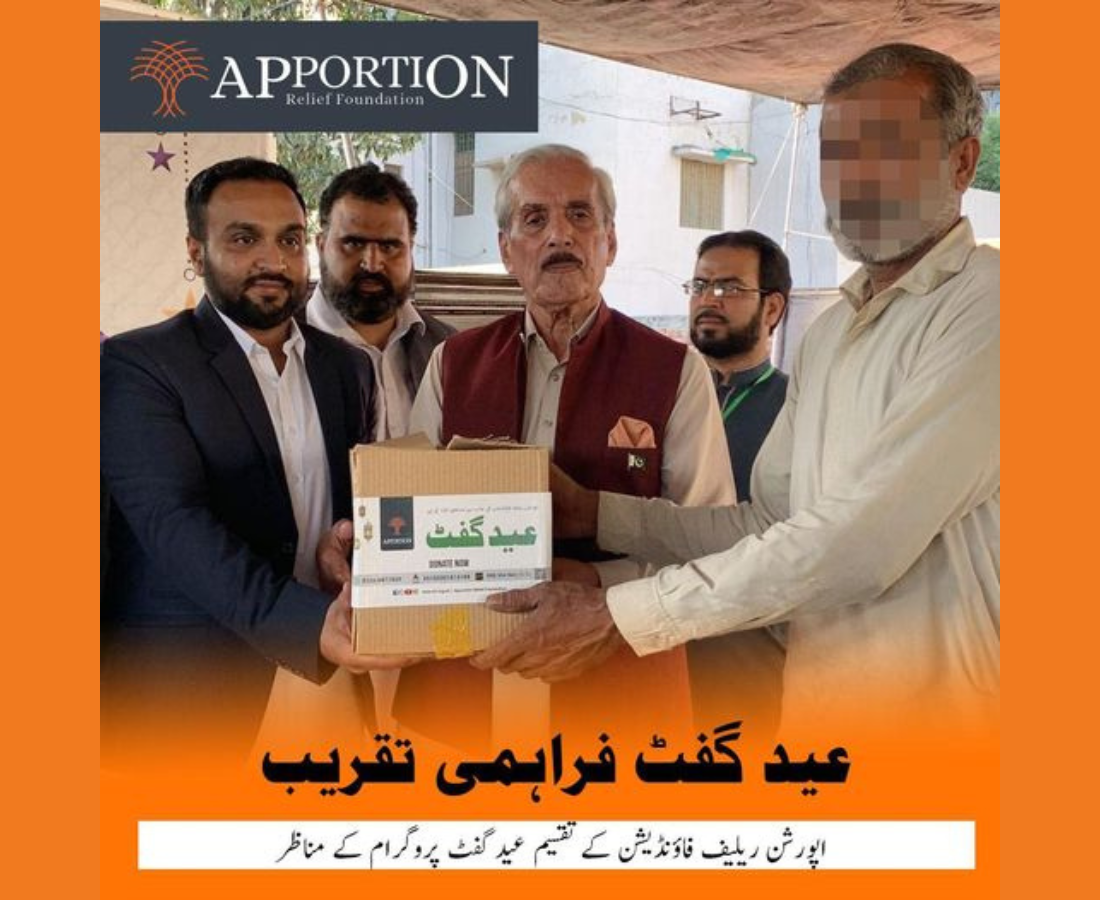 APPORTION
Relief Foundation
APPORTION
عید گفٹ
DONATE NOW
عید گفٹ فراہمی تقریب
اپورشن ریلیف فاؤنڈیشن کے تقسیم عید گفٹ پروگرام کے مناظر